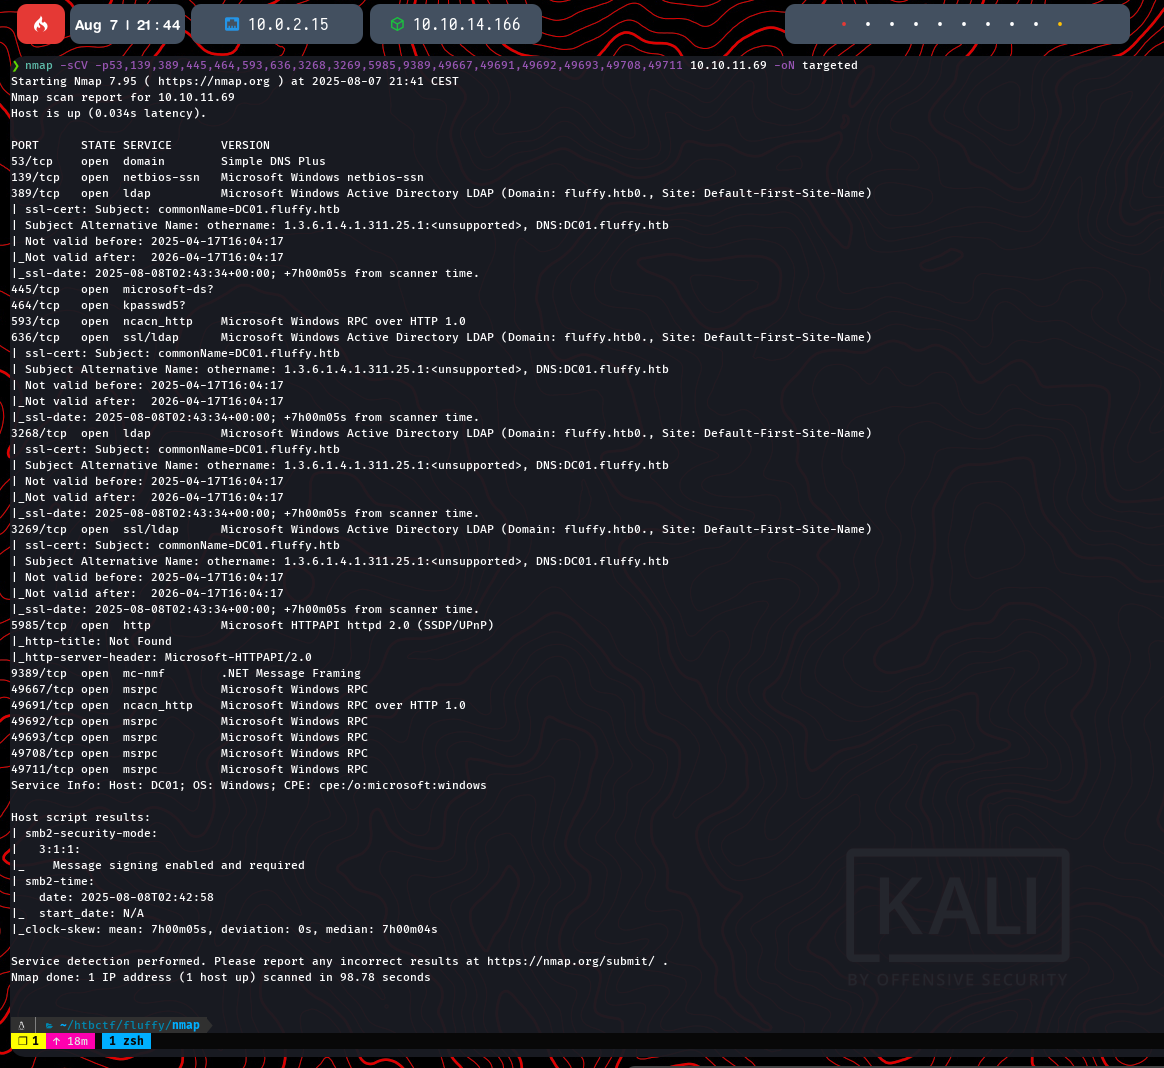 Aug 7 | 21:44
10.0.2.15
10.10.14.166
❯ nmap -sCV -p53,139,389,445,464,593,636,3268,3269,5985,9389,49667,49691,49692,49693,49708,49711 10.10.11.69 -oN targeted
Starting Nmap 7.95 ( https://nmap.org ) at 2025-08-07 21:41 CEST
Nmap scan report for 10.10.11.69
Host is up (0.034s latency).
PORT      STATE SERVICE       VERSION
53/tcp    open  domain        Simple DNS Plus
139/tcp   open  netbios-ssn   Microsoft Windows netbios-ssn
389/tcp   open  ldap          Microsoft Windows Active Directory LDAP (Domain: fluffy.htb0., Site: Default-First-Site-Name)
| ssl-cert: Subject: commonName=DC01.fluffy.htb
| Subject Alternative Name: othername: 1.3.6.1.4.1.311.25.1:<unsupported>, DNS:DC01.fluffy.htb
| Not valid before: 2025-04-17T16:04:17
|_Not valid after:  2026-04-17T16:04:17
|_ssl-date: 2025-08-08T02:43:34+00:00; +7h00m05s from scanner time.
445/tcp   open  microsoft-ds?
464/tcp   open  kpasswd5?
593/tcp   open  ncacn_http    Microsoft Windows RPC over HTTP 1.0
636/tcp   open  ssl/ldap      Microsoft Windows Active Directory LDAP (Domain: fluffy.htb0., Site: Default-First-Site-Name)
| ssl-cert: Subject: commonName=DC01.fluffy.htb
| Subject Alternative Name: othername: 1.3.6.1.4.1.311.25.1:<unsupported>, DNS:DC01.fluffy.htb
| Not valid before: 2025-04-17T16:04:17
|_Not valid after:  2026-04-17T16:04:17
|_ssl-date: 2025-08-08T02:43:34+00:00; +7h00m05s from scanner time.
3268/tcp  open  ldap          Microsoft Windows Active Directory LDAP (Domain: fluffy.htb0., Site: Default-First-Site-Name)
| ssl-cert: Subject: commonName=DC01.fluffy.htb
| Subject Alternative Name: othername: 1.3.6.1.4.1.311.25.1:<unsupported>, DNS:DC01.fluffy.htb
| Not valid before: 2025-04-17T16:04:17
|_Not valid after:  2026-04-17T16:04:17
|_ssl-date: 2025-08-08T02:43:34+00:00; +7h00m05s from scanner time.
3269/tcp  open  ssl/ldap      Microsoft Windows Active Directory LDAP (Domain: fluffy.htb0., Site: Default-First-Site-Name)
| ssl-cert: Subject: commonName=DC01.fluffy.htb
| Subject Alternative Name: othername: 1.3.6.1.4.1.311.25.1:<unsupported>, DNS:DC01.fluffy.htb
| Not valid before: 2025-04-17T16:04:17
|_Not valid after:  2026-04-17T16:04:17
|_ssl-date: 2025-08-08T02:43:34+00:00; +7h00m05s from scanner time.
5985/tcp  open  http          Microsoft HTTPAPI httpd 2.0 (SSDP/UPnP)
|_http-title: Not Found
|_http-server-header: Microsoft-HTTPAPI/2.0
9389/tcp  open  mc-nmf        .NET Message Framing
49667/tcp open  msrpc         Microsoft Windows RPC
49691/tcp open  ncacn_http    Microsoft Windows RPC over HTTP 1.0
49692/tcp open  msrpc         Microsoft Windows RPC
49693/tcp open  msrpc         Microsoft Windows RPC
49708/tcp open  msrpc         Microsoft Windows RPC
49711/tcp open  msrpc         Microsoft Windows RPC
Service Info: Host: DC01; OS: Windows; CPE: cpe:/o:microsoft:windows
Host script results:
| smb2-security-mode:
|   3:1:1:
|_    Message signing enabled and required
| smb2-time:
|   date: 2025-08-08T02:42:58
|_  start_date: N/A
|_clock-skew: mean: 7h00m05s, deviation: 0s, median: 7h00m04s
Service detection performed. Please report any incorrect results at https://nmap.org/submit/ .
Nmap done: 1 IP address (1 host up) scanned in 98.78 seconds
KALI
BY OFFENSIVE SECURITY
~/htbctf/fluffy/nmap
❐ 1 ↑ 18m 1 zsh